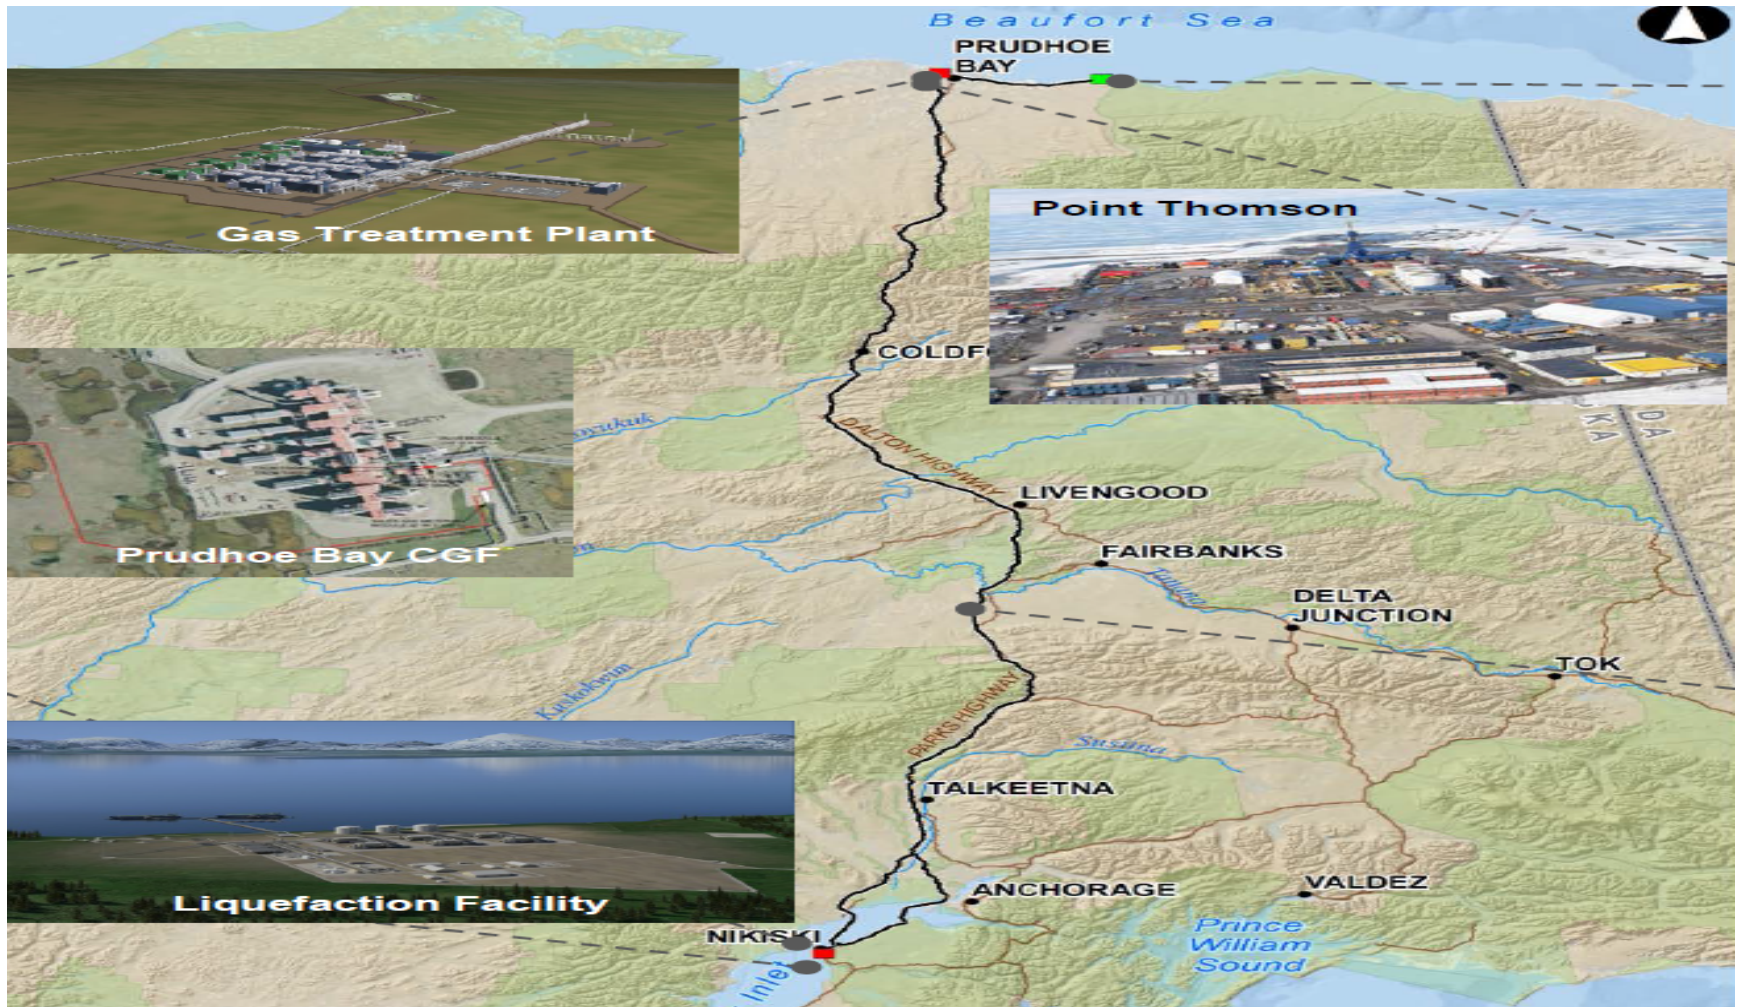 Beaufort Sea
PRUDHOE
BAY
Gas Treatment Plant
Point Thomson
COLDF
DALTON HIGHWAY
LIVENGOOD
Prudhoe Bay CGF
FAIRBANKS
Tanana
DELTA
JUNCTION
TOK
Kuskokwim
PARKS HIGHWAY
Susitna
TALKEETNA
Liquefaction Facility
ANCHORAGE
VALDEZ
NIKISKI
Prince
William
Sound
Inlet